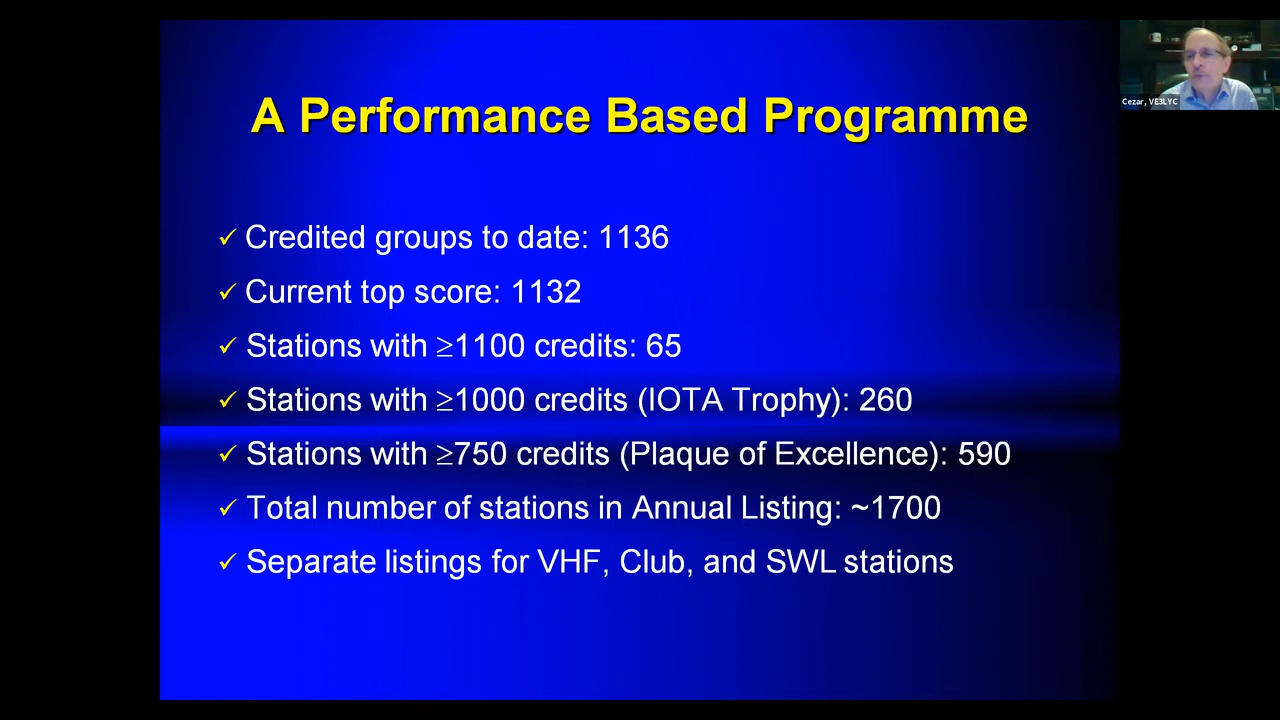 A Performance Based Programme
Cezar, VE3LYC
✓ Credited groups to date: 1136
✓ Current top score: 1132
✓ Stations with ≥1100 credits: 65
✓ Stations with ≥1000 credits (IOTA Trophy): 260
✓ Stations with ≥750 credits (Plaque of Excellence): 590
✓ Total number of stations in Annual Listing: ~1700
✓ Separate listings for VHF, Club, and SWL stations